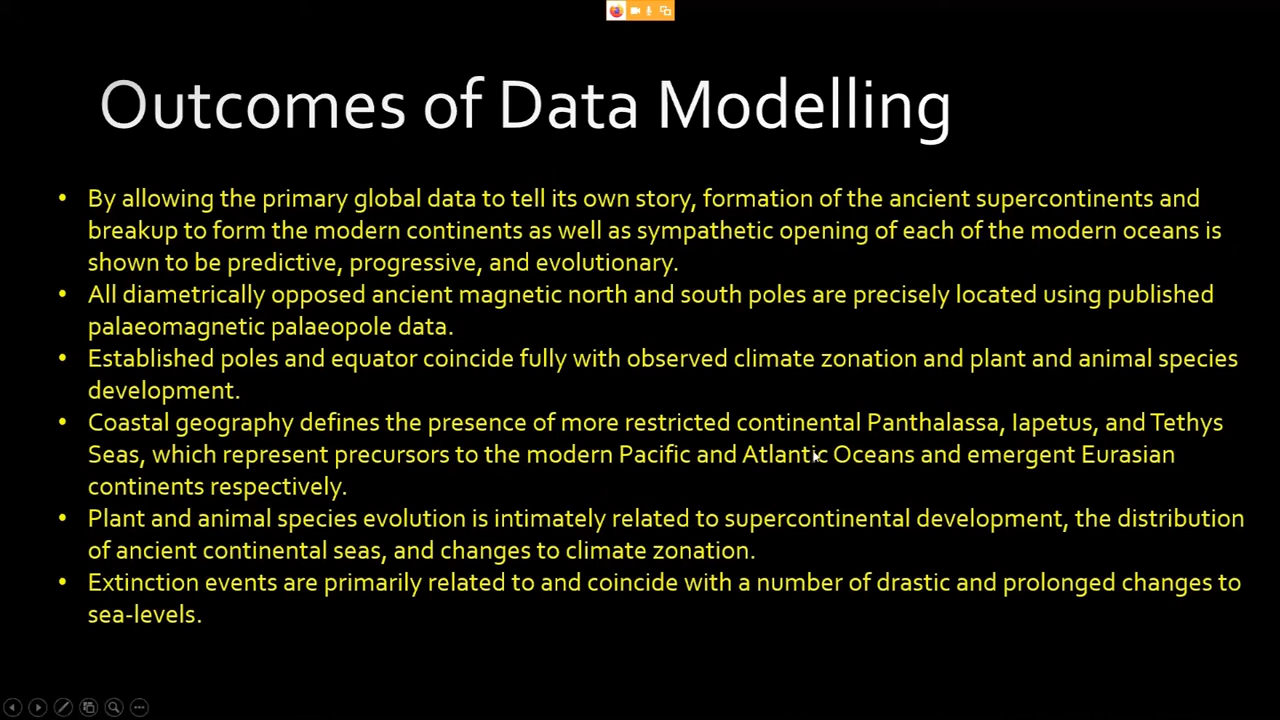 Outcomes of Data Modelling
• By allowing the primary global data to tell its own story, formation of the ancient supercontinents and
breakup to form the modern continents as well as sympathetic opening of each of the modern oceans is
shown to be predictive, progressive, and evolutionary.
• All diametrically opposed ancient magnetic north and south poles are precisely located using published
palaeomagnetic palaeopole data.
• Established poles and equator coincide fully with observed climate zonation and plant and animal species
development.
• Coastal geography defines the presence of more restricted continental Panthalassa, Iapetus, and Tethys
Seas, which represent precursors to the modern Pacific and Atlantic Oceans and emergent Eurasian
continents respectively.
• Plant and animal species evolution is intimately related to supercontinental development, the distribution
of ancient continental seas, and changes to climate zonation.
• Extinction events are primarily related to and coincide with a number of drastic and prolonged changes to
sea-levels.